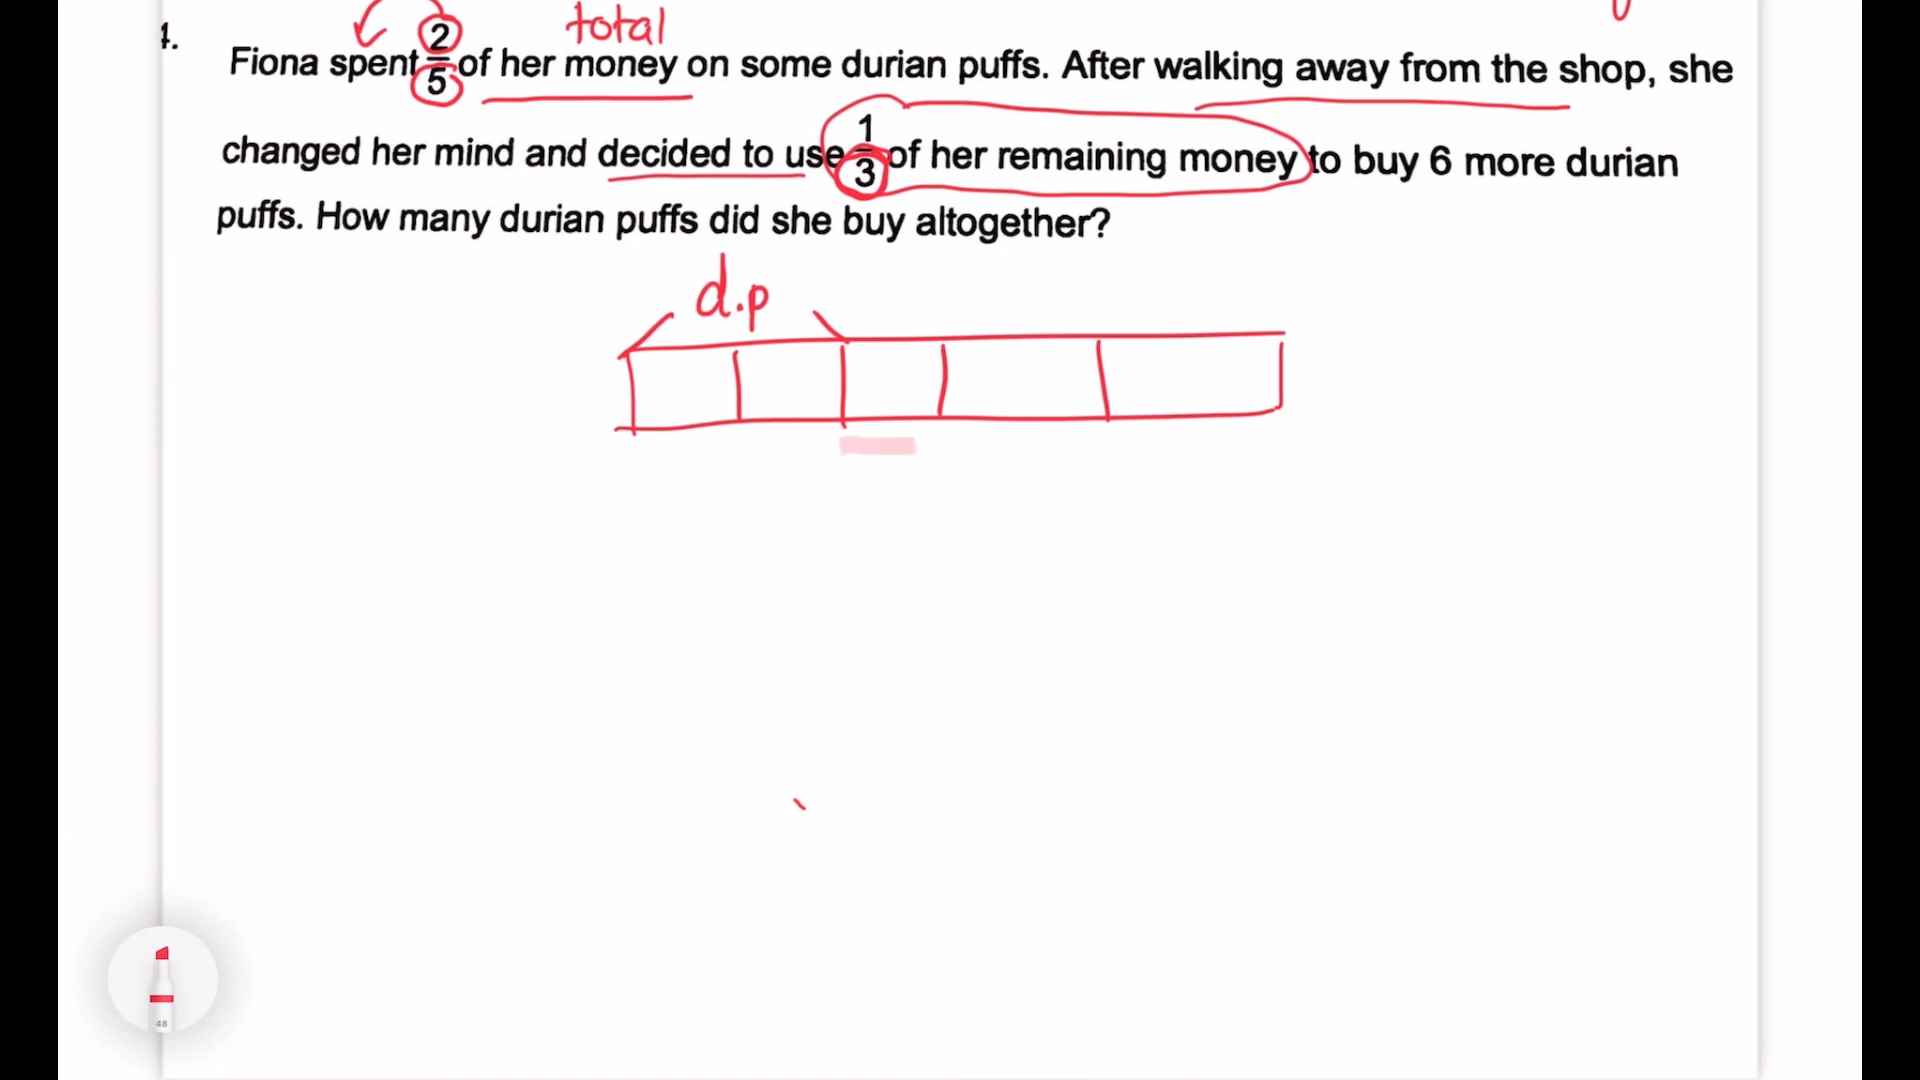 total
4. Fiona spent 2/5 of her money on some durian puffs. After walking away from the shop, she
changed her mind and decided to use 1/3 of her remaining money to buy 6 more durian
puffs. How many durian puffs did she buy altogether?
d.p
48